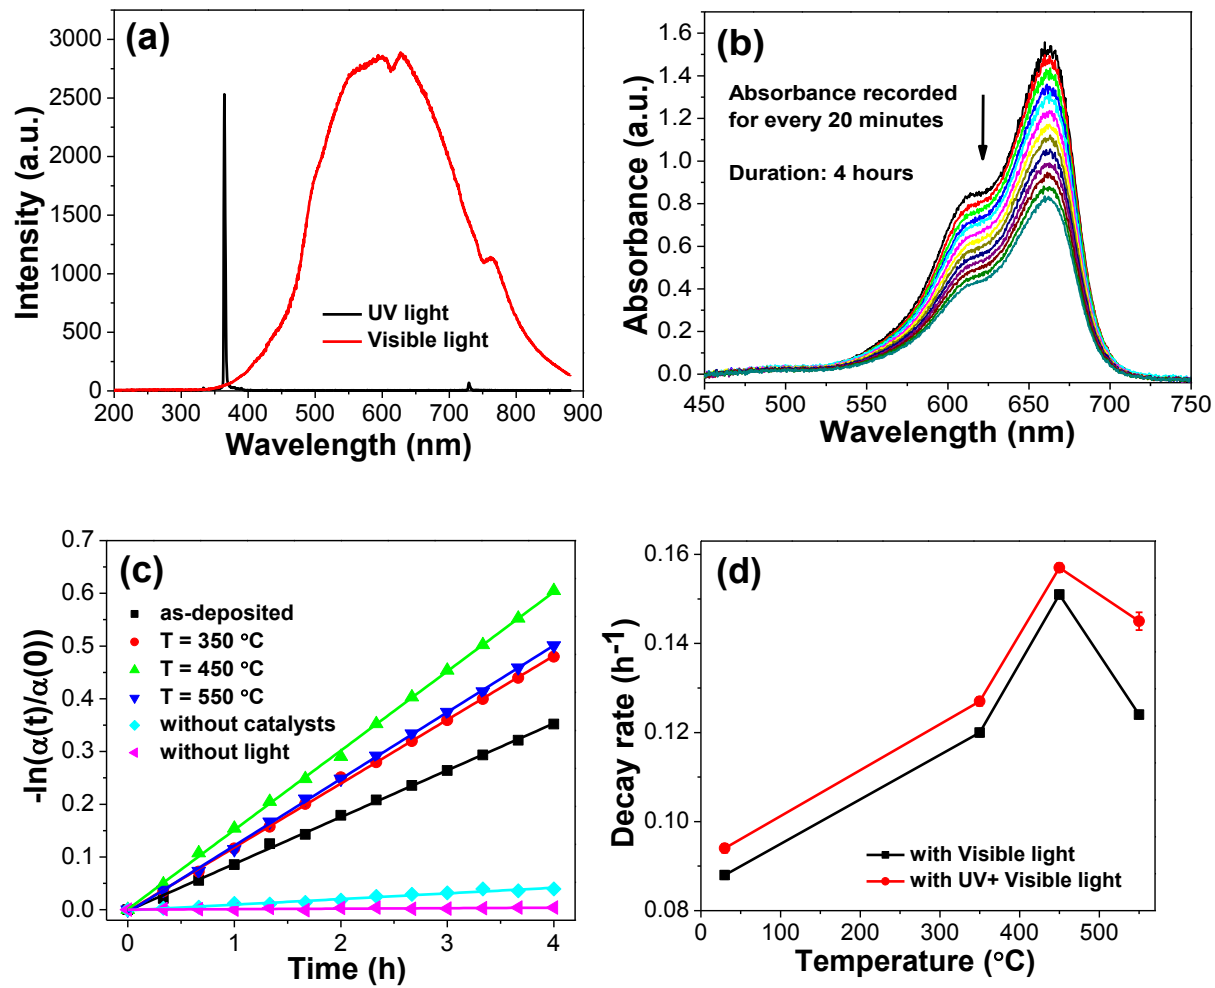 (a)
Intensity (a.u.)
3000
2500
2000
1500
1000
500
0
UV light
Visible light
200 300 400 500 600 700 800 900
Wavelength (nm)
(b)
Absorbance (a.u.)
1.6
1.4
1.2
1.0
0.8
0.6
0.4
0.2
0.0
Absorbance recorded
for every 20 minutes
Duration: 4 hours
450 500 550 600 650 700 750
Wavelength (nm)
(c)
-ln(α(t)/α(0))
0.7
0.6
0.5
0.4
0.3
0.2
0.1
0.0
as-deposited
T = 350 °C
T = 450 °C
T = 550 °C
without catalysts
without light
0 1 2 3 4
Time (h)
(d)
Decay rate (h⁻¹)
0.16
0.14
0.12
0.10
0.08
with Visible light
with UV+ Visible light
0 100 200 300 400 500
Temperature (°C)